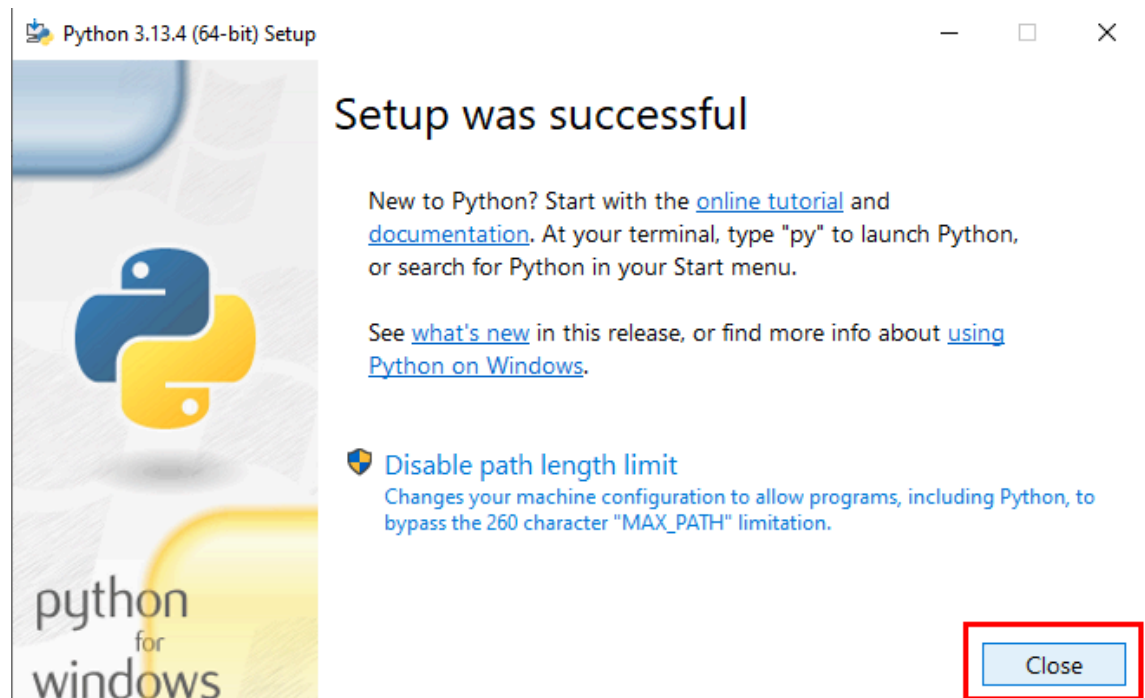 Python 3.13.4 (64-bit) Setup
Setup was successful
New to Python? Start with the online tutorial and
documentation. At your terminal, type "py" to launch Python,
or search for Python in your Start menu.
See what's new in this release, or find more info about using
Python on Windows.
Disable path length limit
Changes your machine configuration to allow programs, including Python, to
bypass the 260 character "MAX_PATH" limitation.
python
for
windows
Close